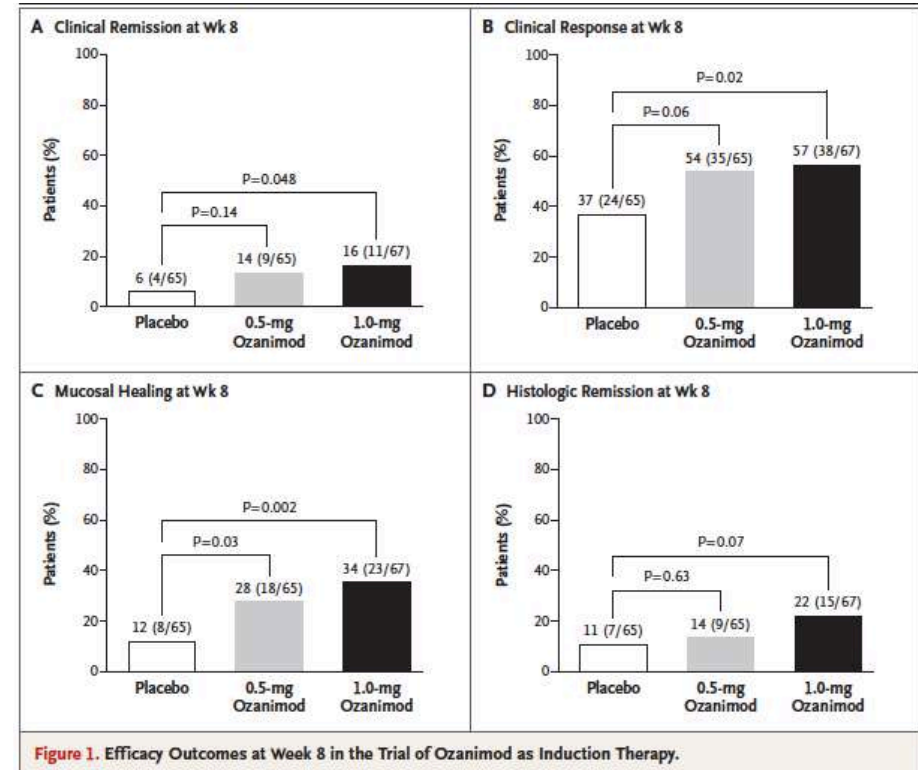 A Clinical Remission at Wk 8
100
80
60
40
20
0
Patients (%)
P=0.048
P=0.14
6 (4/65)
14 (9/65)
16 (11/67)
Placebo
0.5-mg
Ozanimod
1.0-mg
Ozanimod
B Clinical Response at Wk 8
100
80
60
40
20
0
Patients (%)
P=0.02
P=0.06
37 (24/65)
54 (35/65)
57 (38/67)
Placebo
0.5-mg
Ozanimod
1.0-mg
Ozanimod
C Mucosal Healing at Wk 8
100
80
60
40
20
0
Patients (%)
P=0.002
P=0.03
12 (8/65)
28 (18/65)
34 (23/67)
Placebo
0.5-mg
Ozanimod
1.0-mg
Ozanimod
D Histologic Remission at Wk 8
100
80
60
40
20
0
Patients (%)
P=0.07
P=0.63
11 (7/65)
14 (9/65)
22 (15/67)
Placebo
0.5-mg
Ozanimod
1.0-mg
Ozanimod
Figure 1. Efficacy Outcomes at Week 8 in the Trial of Ozanimod as Induction Therapy.